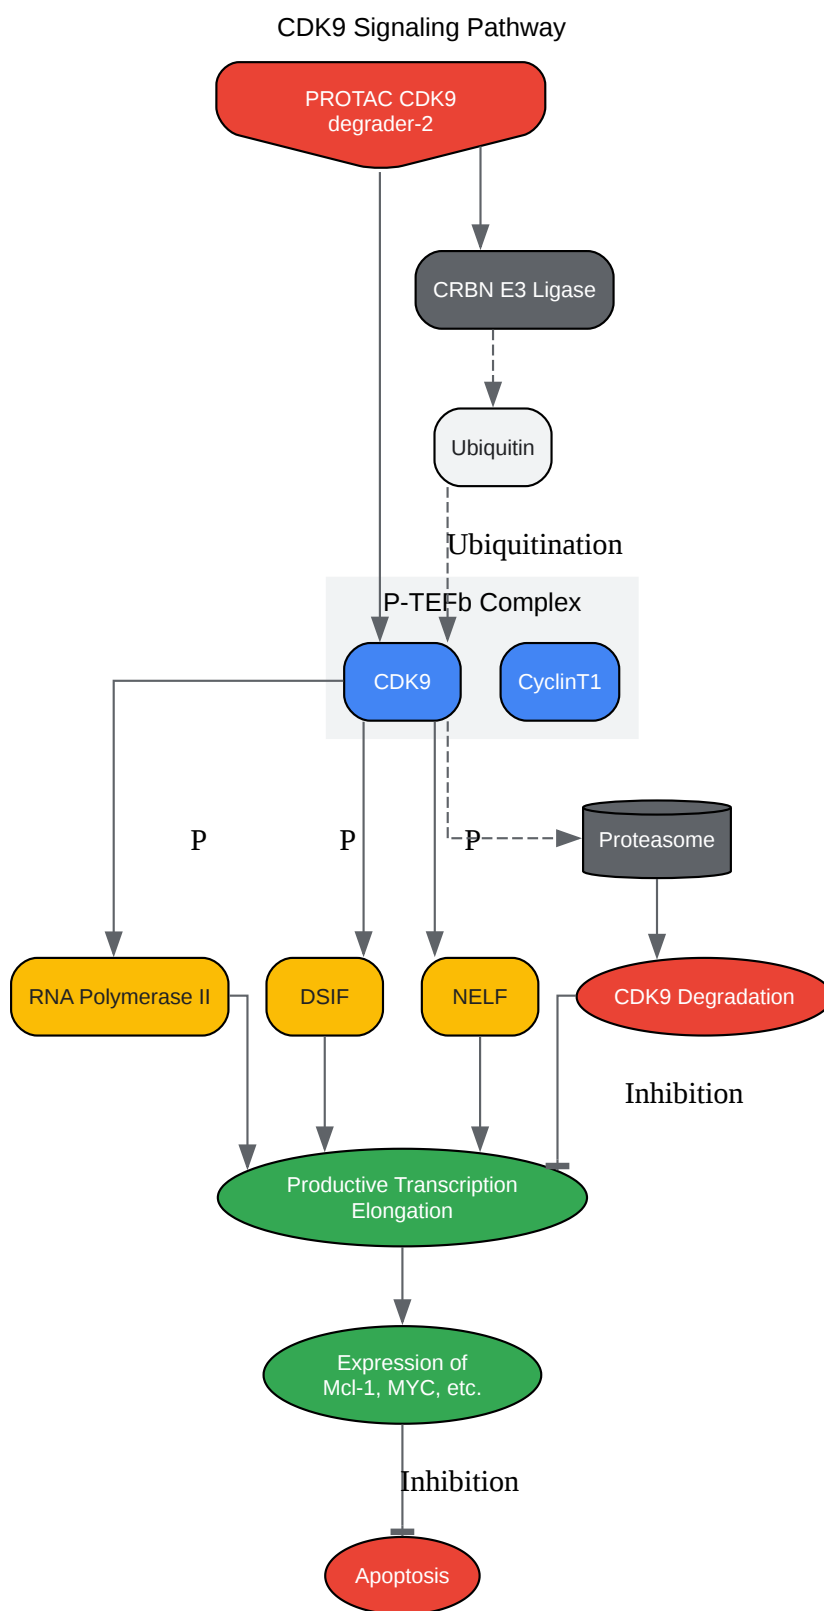 CDK9 Signaling Pathway
PROTAC CDK9
degrader-2
CRBN E3 Ligase
Ubiquitin
Ubiquitination
P-TEFb Complex
CDK9
CyclinT1
P
P
P
Proteasome
RNA Polymerase II
DSIF
NELF
CDK9 Degradation
Inhibition
Productive Transcription
Elongation
Expression of
Mcl-1, MYC, etc.
Inhibition
Apoptosis